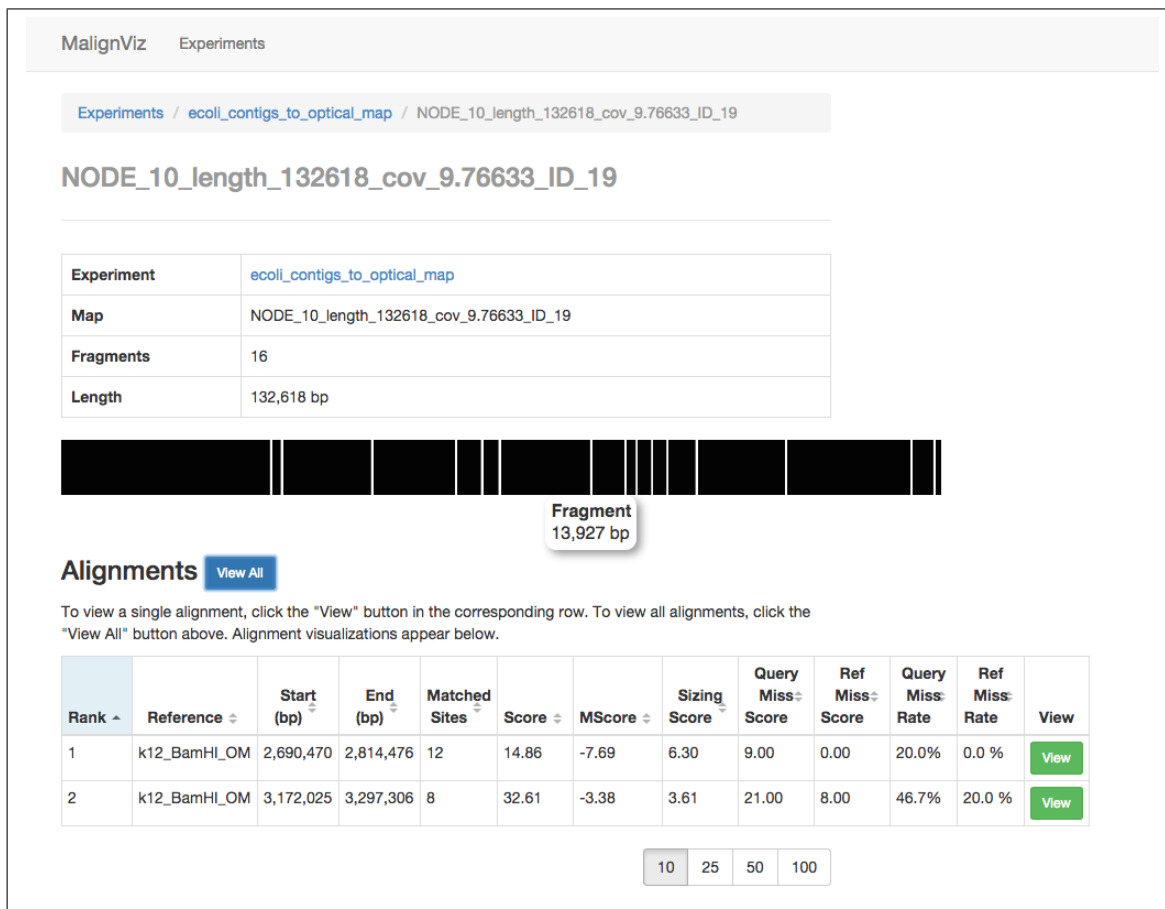 MalignViz Experiments
Experiments / ecoli_contigs_to_optical_map / NODE_10_length_132618_cov_9.76633_ID_19
NODE_10_length_132618_cov_9.76633_ID_19
Experiment ecoli_contigs_to_optical_map
Map NODE_10_length_132618_cov_9.76633_ID_19
Fragments 16
Length 132,618 bp
Fragment
13,927 bp
Alignments View All
To view a single alignment, click the "View" button in the corresponding row. To view all alignments, click the
"View All" button above. Alignment visualizations appear below.
Rank Reference Start (bp) End (bp) Matched Sites Score MScore Sizing Score Query Miss Score Ref Miss Score Query Miss Rate Ref Miss Rate View
1 k12_BamHI_OM 2,690,470 2,814,476 12 14.86 -7.69 6.30 9.00 0.00 20.0% 0.0 % View
2 k12_BamHI_OM 3,172,025 3,297,306 8 32.61 -3.38 3.61 21.00 8.00 46.7% 20.0 % View
10 25 50 100